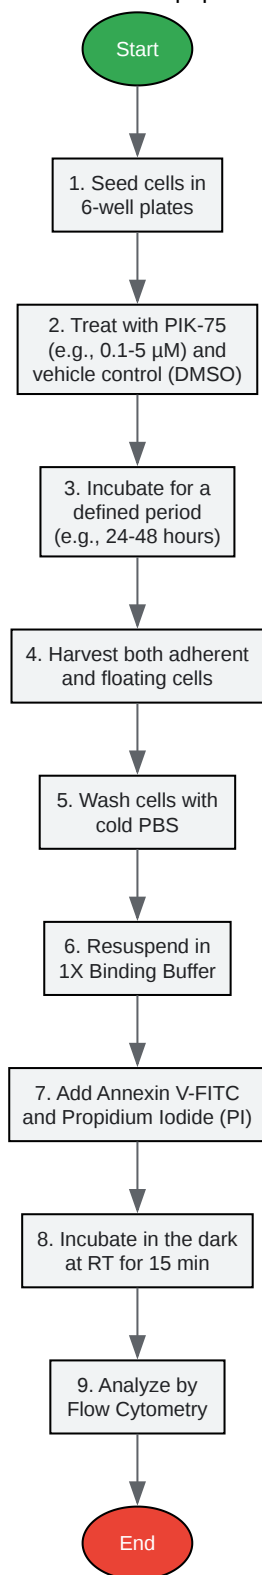 Start
1. Seed cells in
6-well plates
2. Treat with PIK-75
(e.g., 0.1-5 µM) and
vehicle control (DMSO)
3. Incubate for a
defined period
(e.g., 24-48 hours)
4. Harvest both adherent
and floating cells
5. Wash cells with
cold PBS
6. Resuspend in
1X Binding Buffer
7. Add Annexin V-FITC
and Propidium Iodide (PI)
8. Incubate in the dark
at RT for 15 min
9. Analyze by
Flow Cytometry
End